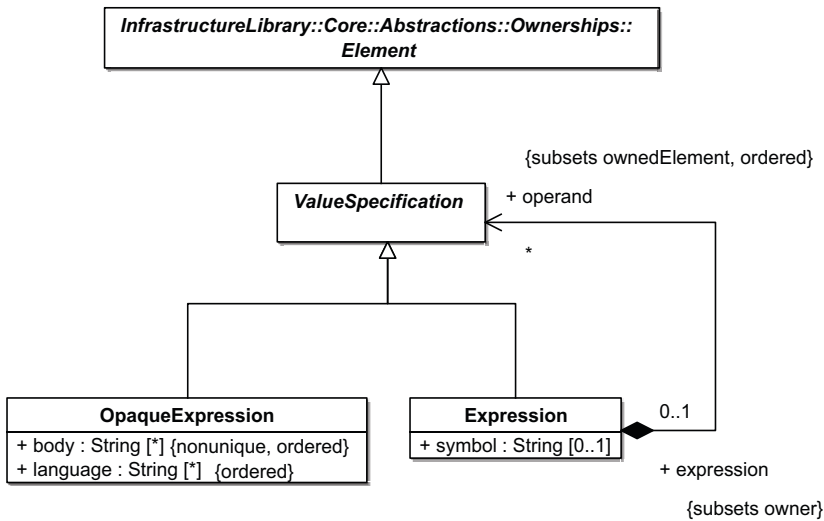 InfrastructureLibrary::Core::Abstractions::Ownerships::
Element
{subsets ownedElement, ordered}
ValueSpecification
+ operand
*
OpaqueExpression
+ body : String [*] {nonunique, ordered}
+ language : String [*] {ordered}
Expression
+ symbol : String [0..1]
0..1
+ expression
{subsets owner}